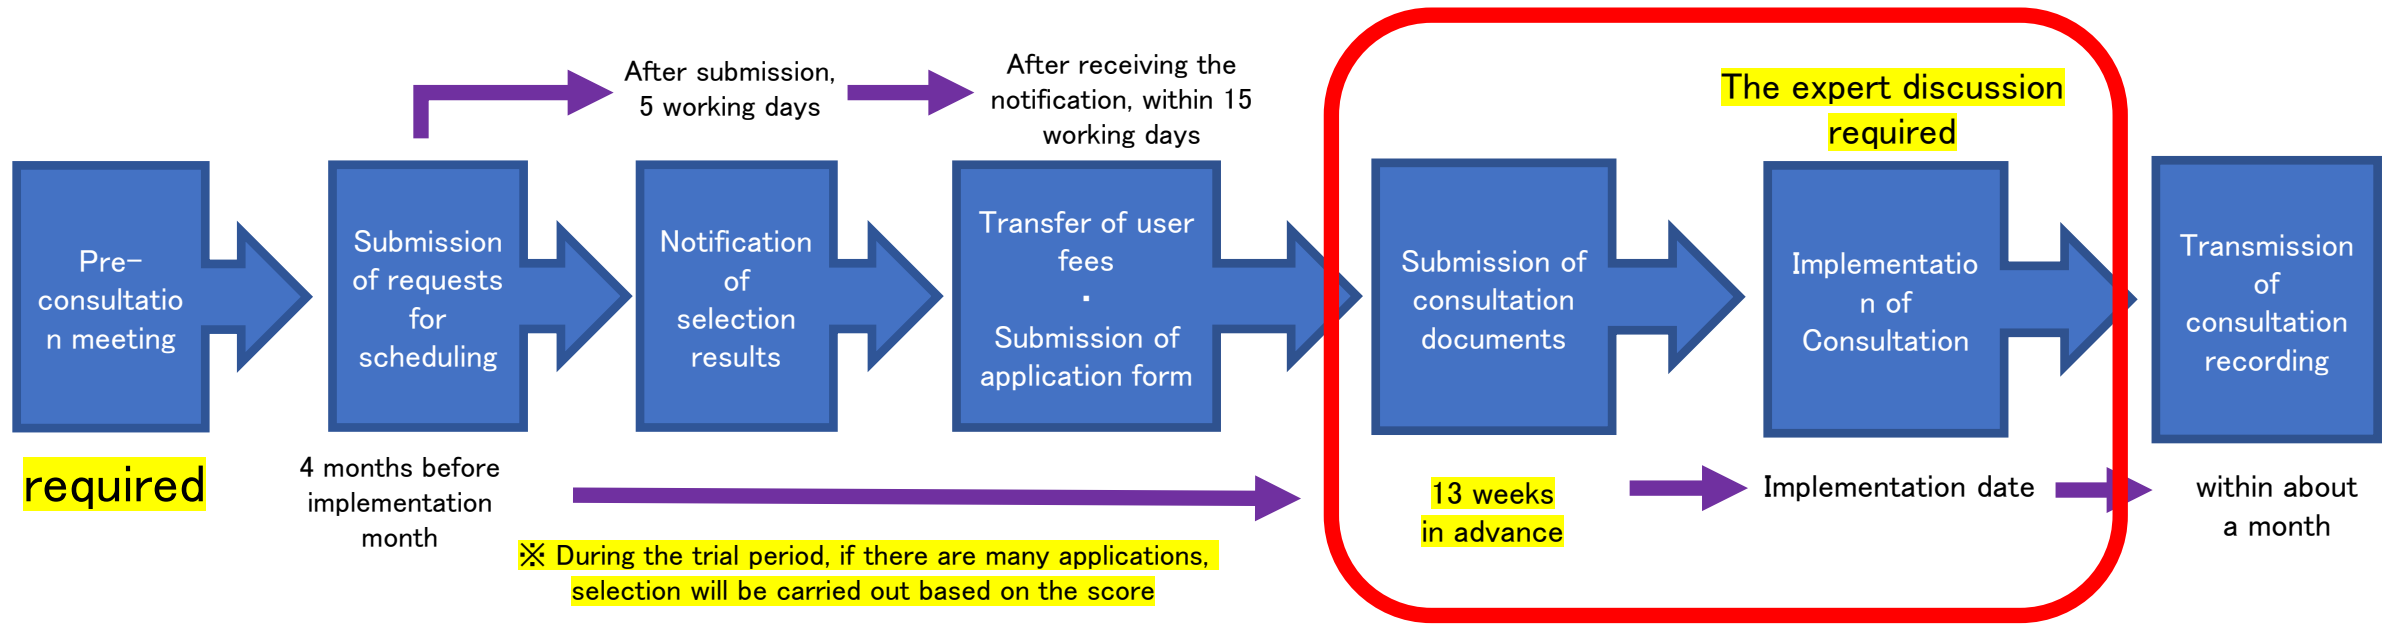 After submission,
5 working days
After receiving the
notification, within 15
working days
The expert discussion
required
Pre-
consultatio
n meeting
Submission
of requests
for
scheduling
Notification
of
selection
results
Transfer of user
fees
・
Submission of
application form
Submission of
consultation
documents
Implementatio
n of
Consultation
Transmission
of
consultation
recording
required
4 months before
implementation
month
※ During the trial period, if there are many applications,
selection will be carried out based on the score
13 weeks
in advance
Implementation date
within about
a month